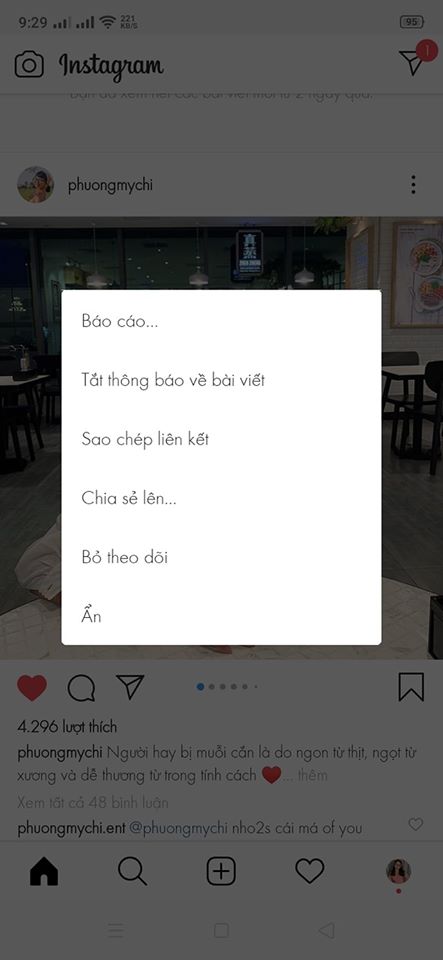 9:29
221
KB/S
95
Instagram
1
Bạn đã xem hết các bài viết mới từ 2 ngày qua.
phuongmychi
Báo cáo...
Tắt thông báo về bài viết
Sao chép liên kết
Chia sẻ lên...
Bỏ theo dõi
Ẩn
4.296 lượt thích
phuongmychi Người hay bị muỗi cắn là do ngon từ thịt, ngọt từ
xương và dễ thương từ trong tính cách ❤️... thêm
Xem tất cả 48 bình luận
phuongmychi.ent @phuongmychi nho2s cái má of you